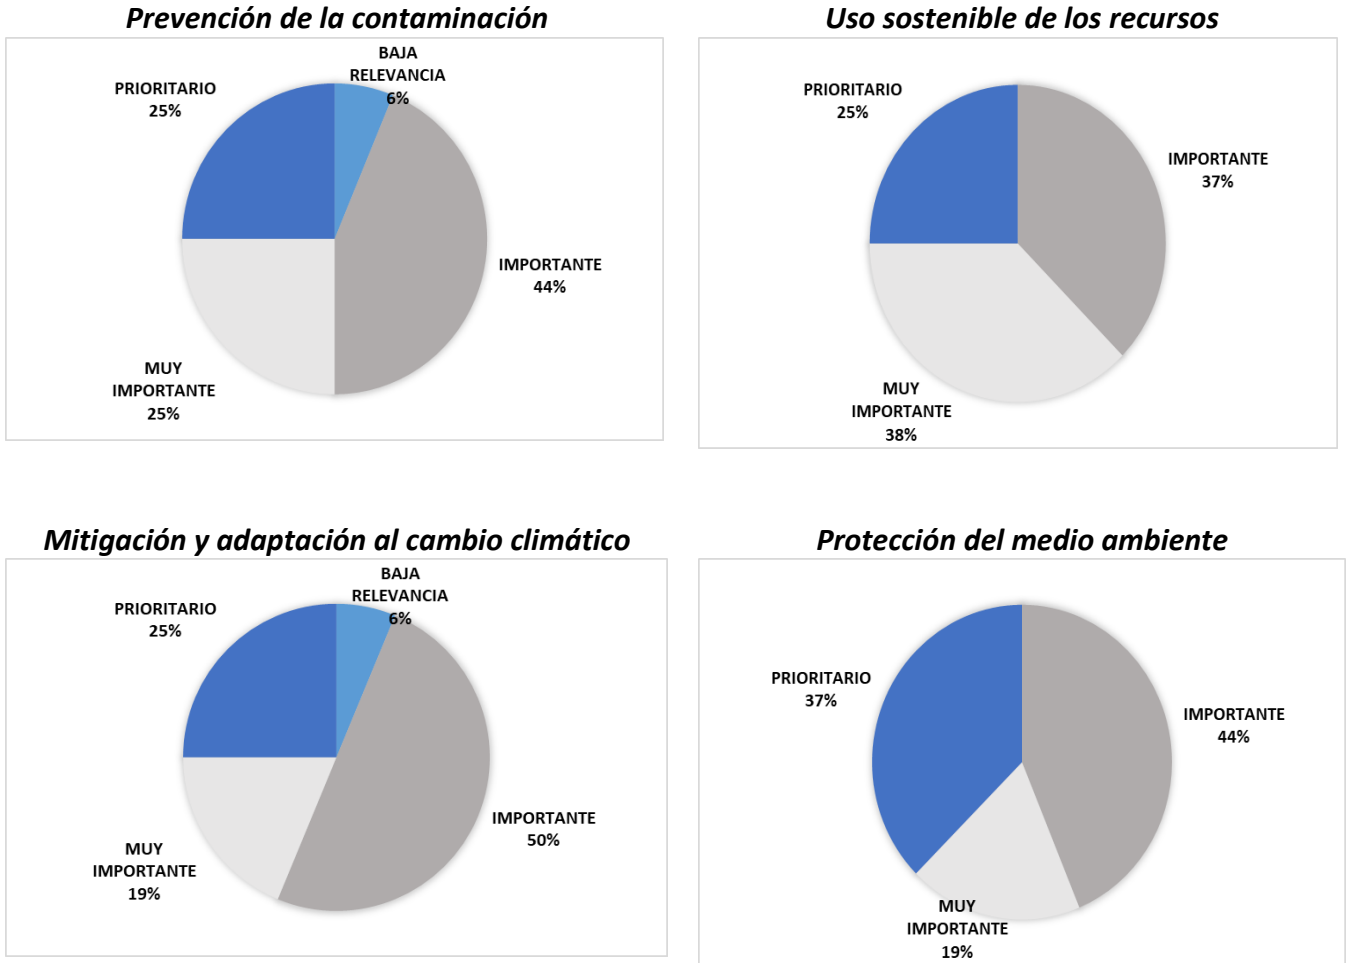 Prevención de la contaminación
BAJA
RELEVANCIA
6%
PRIORITARIO
25%
IMPORTANTE
44%
MUY
IMPORTANTE
25%
Uso sostenible de los recursos
PRIORITARIO
25%
IMPORTANTE
37%
MUY
IMPORTANTE
38%
Mitigación y adaptación al cambio climático
BAJA
RELEVANCIA
6%
PRIORITARIO
25%
IMPORTANTE
50%
MUY
IMPORTANTE
19%
Protección del medio ambiente
PRIORITARIO
37%
IMPORTANTE
44%
MUY
IMPORTANTE
19%